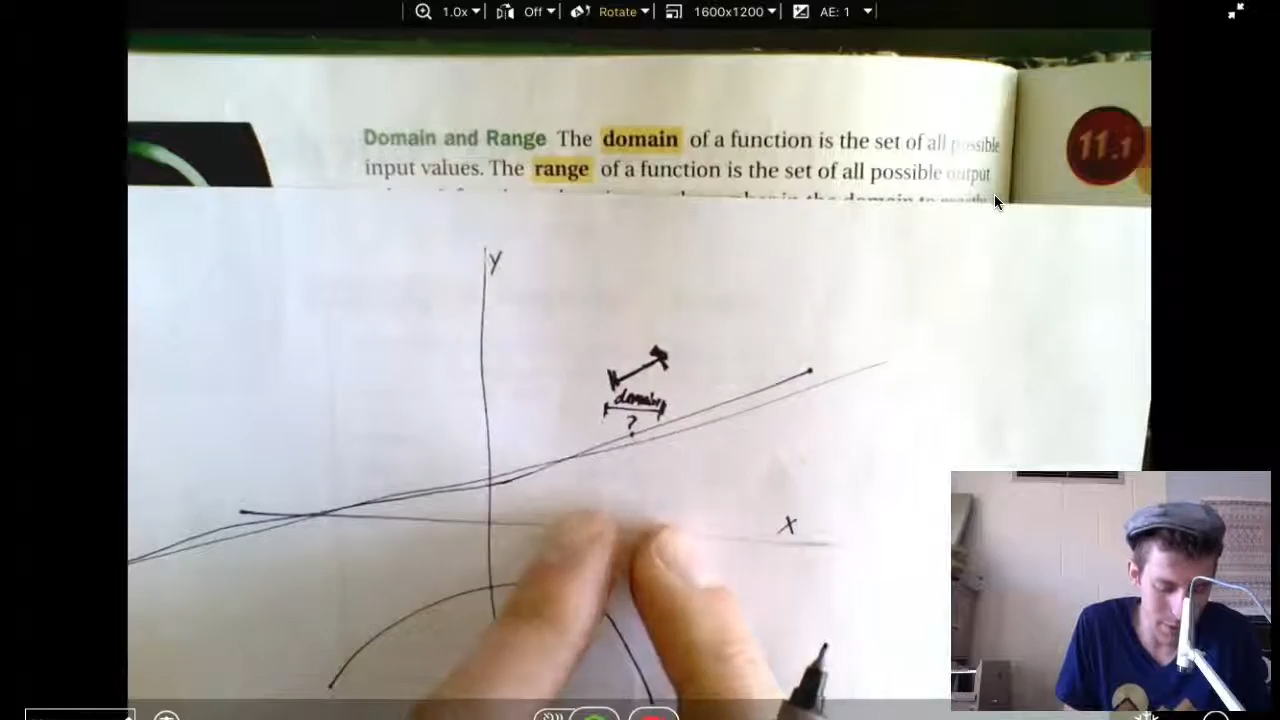 1.0x Off Rotate 1600x1200 AE: 1
Domain and Range The domain of a function is the set of all possible
input values. The range of a function is the set of all possible output
11.1
y
domain
?
x